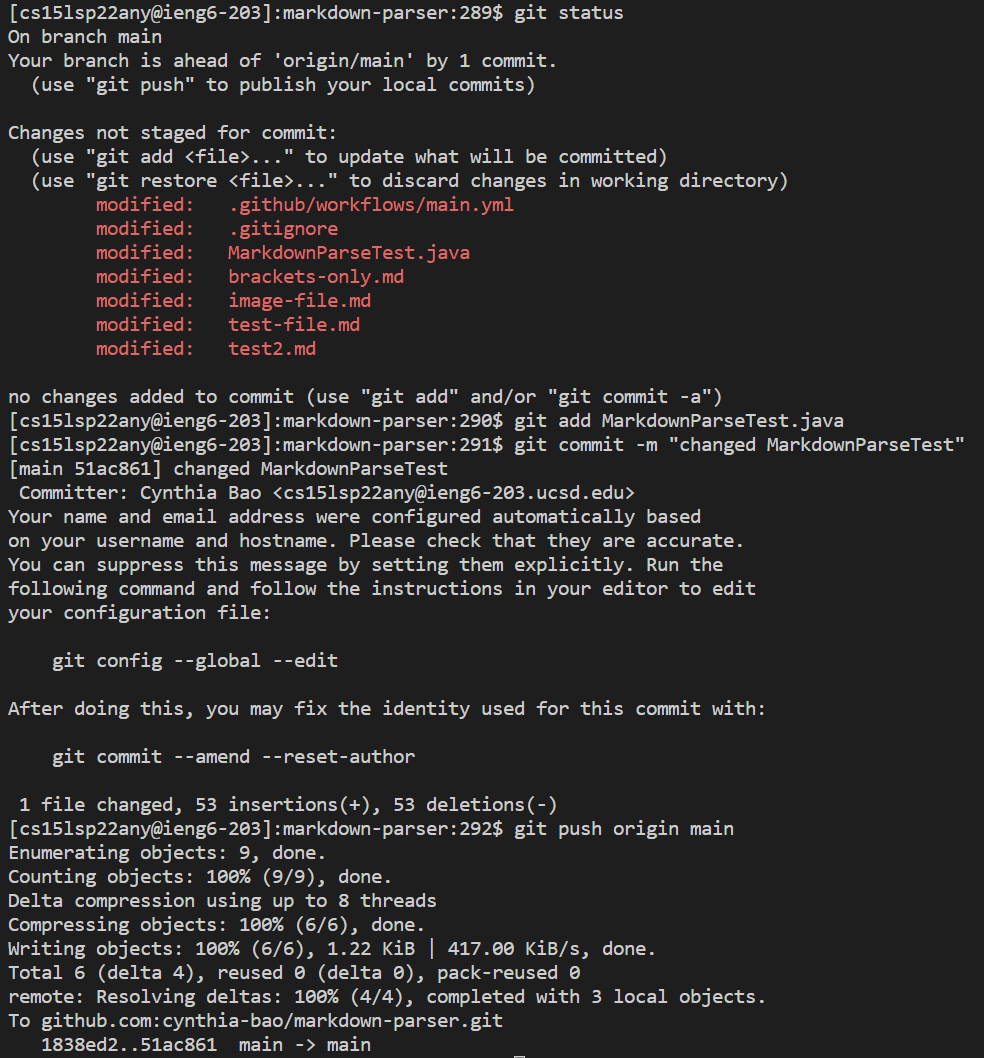 [cs15lsp22any@ieng6-203]:markdown-parser:289$ git status
On branch main
Your branch is ahead of 'origin/main' by 1 commit.
  (use "git push" to publish your local commits)

Changes not staged for commit:
  (use "git add <file>..." to update what will be committed)
  (use "git restore <file>..." to discard changes in working directory)
        modified:   .github/workflows/main.yml
        modified:   .gitignore
        modified:   MarkdownParseTest.java
        modified:   brackets-only.md
        modified:   image-file.md
        modified:   test-file.md
        modified:   test2.md

no changes added to commit (use "git add" and/or "git commit -a")
[cs15lsp22any@ieng6-203]:markdown-parser:290$ git add MarkdownParseTest.java
[cs15lsp22any@ieng6-203]:markdown-parser:291$ git commit -m "changed MarkdownParseTest"
[main 51ac861] changed MarkdownParseTest
 Committer: Cynthia Bao <cs15lsp22any@ieng6-203.ucsd.edu>
Your name and email address were configured automatically based
on your username and hostname. Please check that they are accurate.
You can suppress this message by setting them explicitly. Run the
following command and follow the instructions in your editor to edit
your configuration file:

    git config --global --edit

After doing this, you may fix the identity used for this commit with:

    git commit --amend --reset-author

 1 file changed, 53 insertions(+), 53 deletions(-)
[cs15lsp22any@ieng6-203]:markdown-parser:292$ git push origin main
Enumerating objects: 9, done.
Counting objects: 100% (9/9), done.
Delta compression using up to 8 threads
Compressing objects: 100% (6/6), done.
Writing objects: 100% (6/6), 1.22 KiB | 417.00 KiB/s, done.
Total 6 (delta 4), reused 0 (delta 0), pack-reused 0
remote: Resolving deltas: 100% (4/4), completed with 3 local objects.
To github.com:cynthia-bao/markdown-parser.git
   1838ed2..51ac861  main -> main